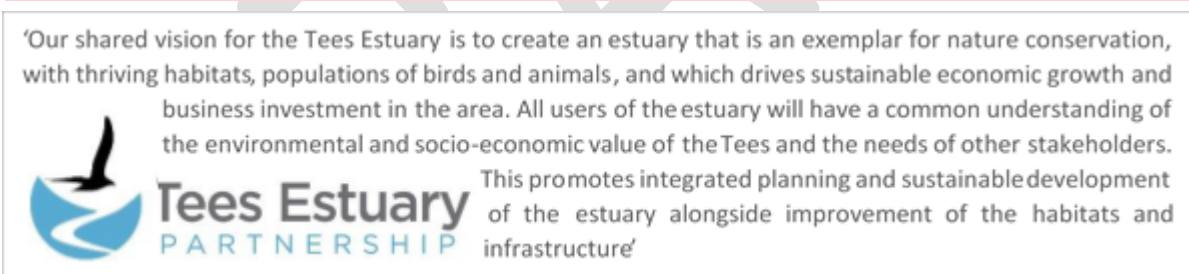 ‘Our shared vision for the Tees Estuary is to create an estuary that is an exemplar for nature conservation,
with thriving habitats, populations of birds and animals, and which drives sustainable economic growth and
business investment in the area. All users of the estuary will have a common understanding of
the environmental and socio-economic value of the Tees and the needs of other stakeholders.
This promotes integrated planning and sustainable development
of the estuary alongside improvement of the habitats and
infrastructure’
Tees Estuary
PARTNERSHIP